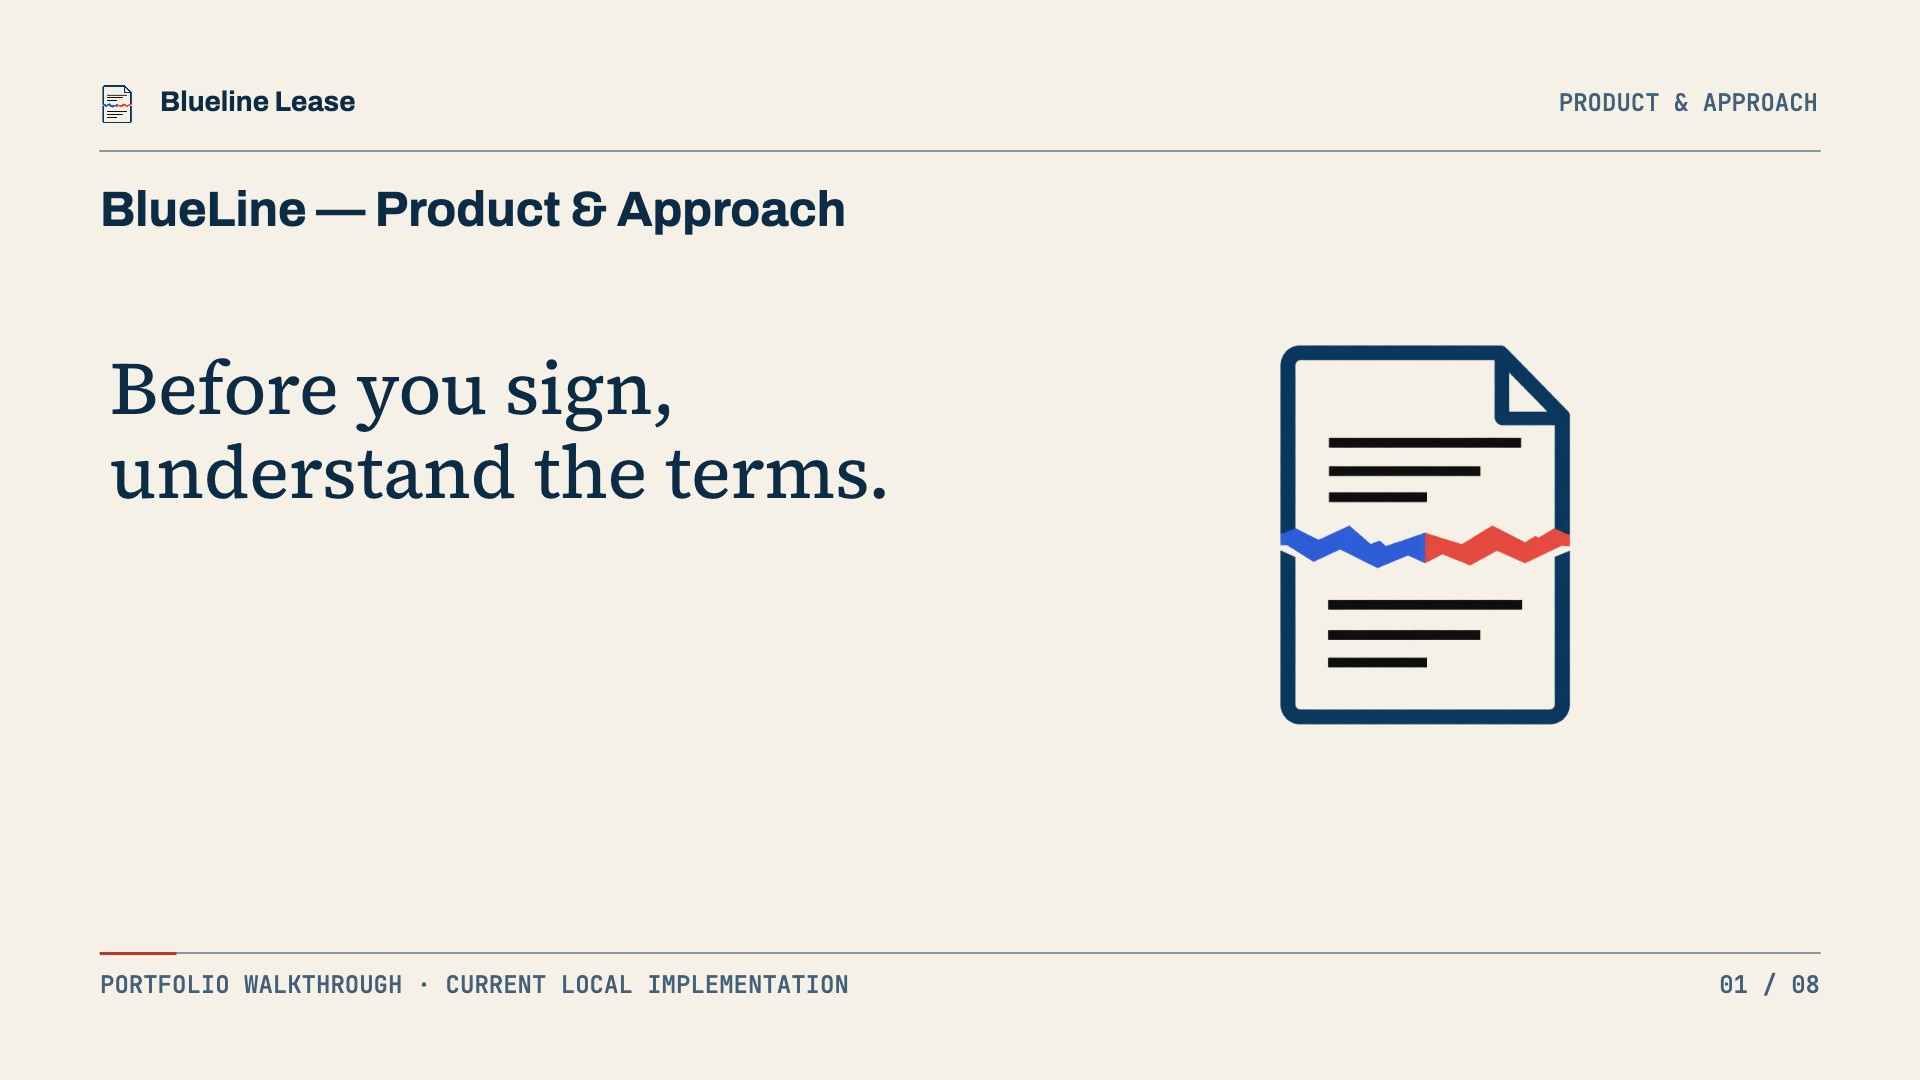 Blueline Lease
PRODUCT & APPROACH
BlueLine — Product & Approach
Before you sign,
understand the terms.
PORTFOLIO WALKTHROUGH · CURRENT LOCAL IMPLEMENTATION
01 / 08